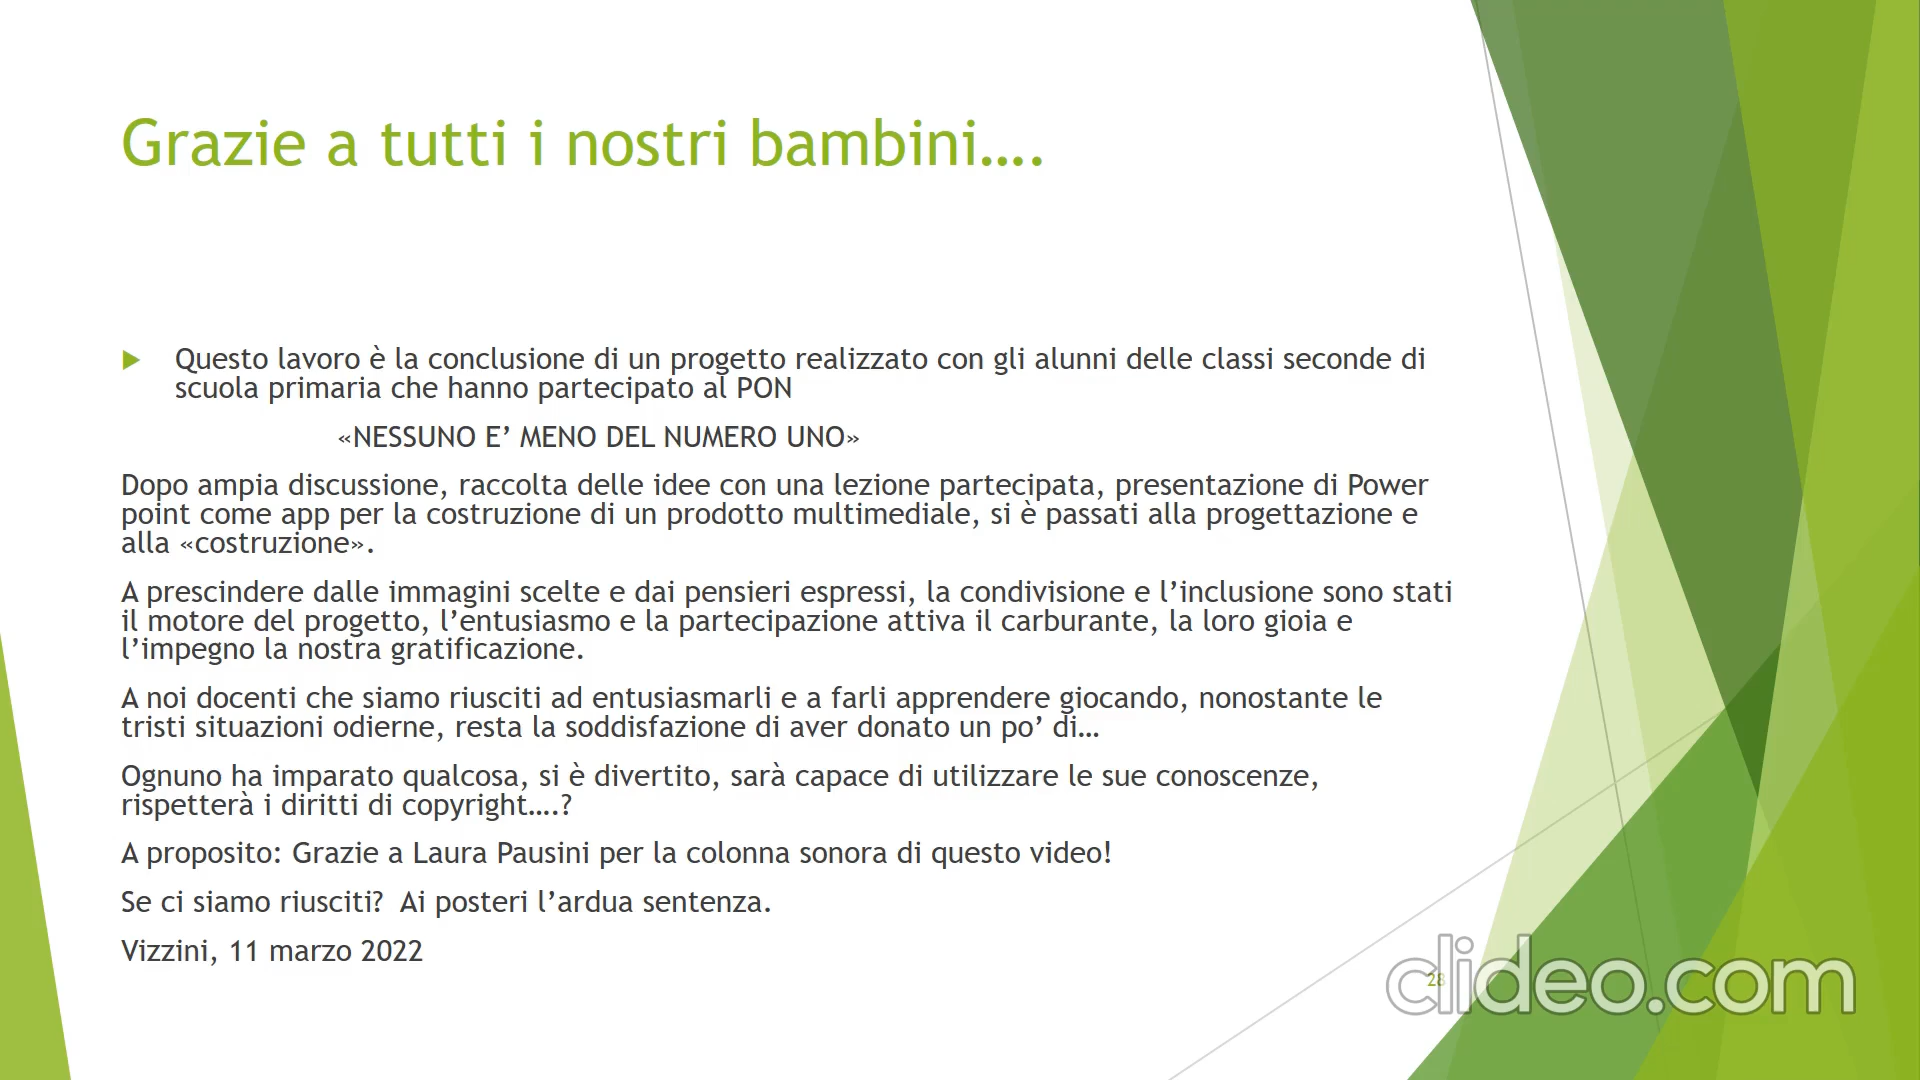 Grazie a tutti i nostri bambini….
Questo lavoro è la conclusione di un progetto realizzato con gli alunni delle classi seconde di
scuola primaria che hanno partecipato al PON
«NESSUNO E’ MENO DEL NUMERO UNO»
Dopo ampia discussione, raccolta delle idee con una lezione partecipata, presentazione di Power
point come app per la costruzione di un prodotto multimediale, si è passati alla progettazione e
alla «costruzione».
A prescindere dalle immagini scelte e dai pensieri espressi, la condivisione e l’inclusione sono stati
il motore del progetto, l’entusiasmo e la partecipazione attiva il carburante, la loro gioia e
l’impegno la nostra gratificazione.
A noi docenti che siamo riusciti ad entusiasmarli e a farli apprendere giocando, nonostante le
tristi situazioni odierne, resta la soddisfazione di aver donato un po’ di…
Ognuno ha imparato qualcosa, si è divertito, sarà capace di utilizzare le sue conoscenze,
rispetterà i diritti di copyright….?
A proposito: Grazie a Laura Pausini per la colonna sonora di questo video!
Se ci siamo riusciti?  Ai posteri l’ardua sentenza.
Vizzini, 11 marzo 2022
28
clideo.com